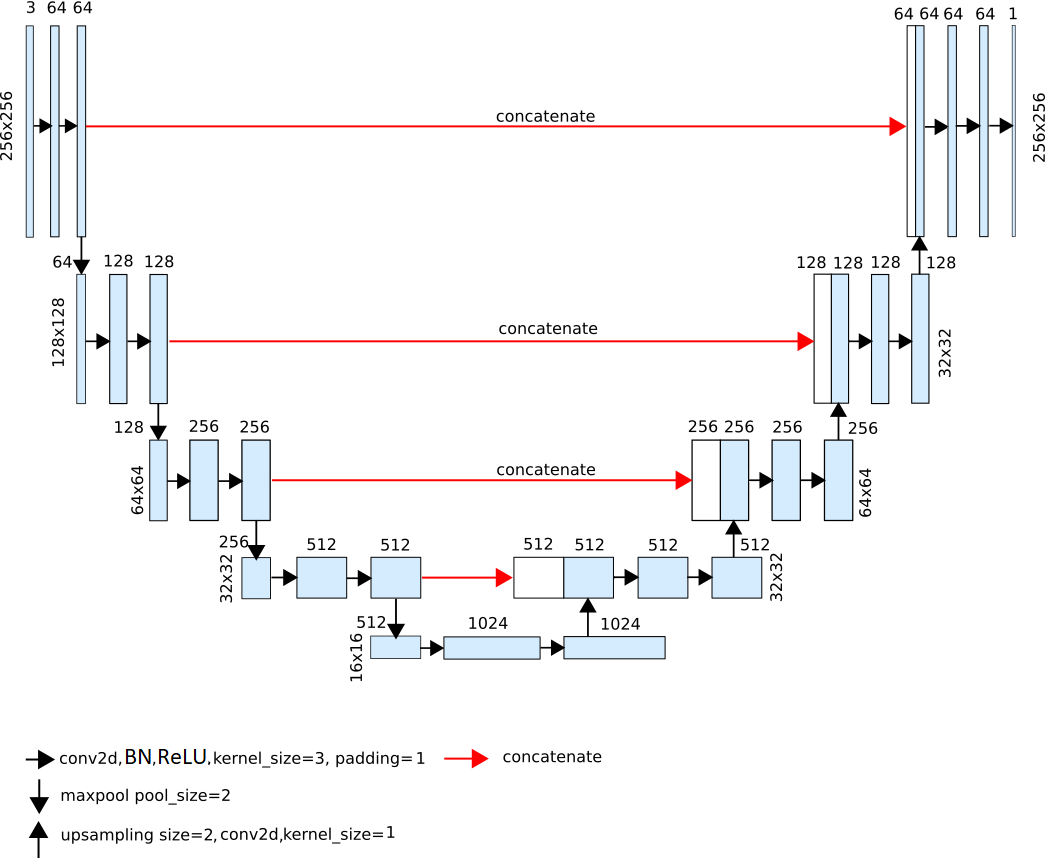 3 64 64
64 64 64 64 1
256x256
concatenate
256x256
64 128 128
128 128 128 128
128x128
concatenate
32x32
128 256 256
256 256 256 256
64x64
concatenate
64x64
256 512 512
512 512 512 512
32x32
32x32
512 1024 1024
16x16
conv2d,BN,ReLU,kernel_size=3, padding=1
concatenate
maxpool pool_size=2
upsampling size=2,conv2d,kernel_size=1